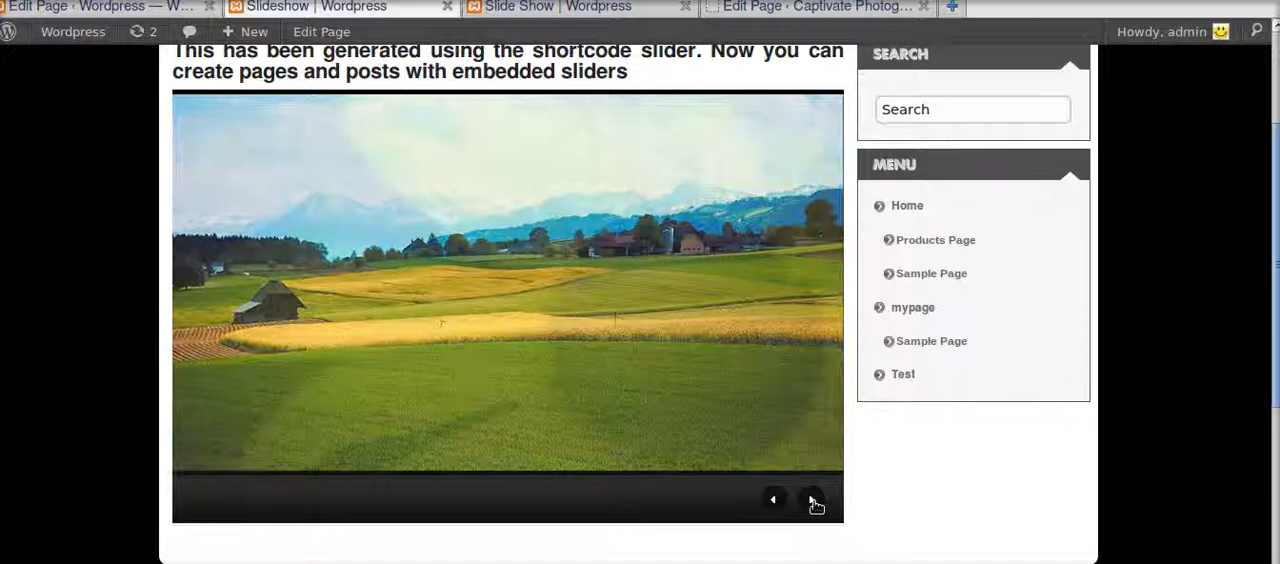 Edit Page ‹ Wordpress — W...
Slideshow | Wordpress
Slide Show | Wordpress
Edit Page ‹ Captivate Photog...
Wordpress
2
New
Edit Page
Howdy, admin
This has been generated using the shortcode slider. Now you can
create pages and posts with embedded sliders
SEARCH
Search
MENU
Home
Products Page
Sample Page
mypage
Sample Page
Test